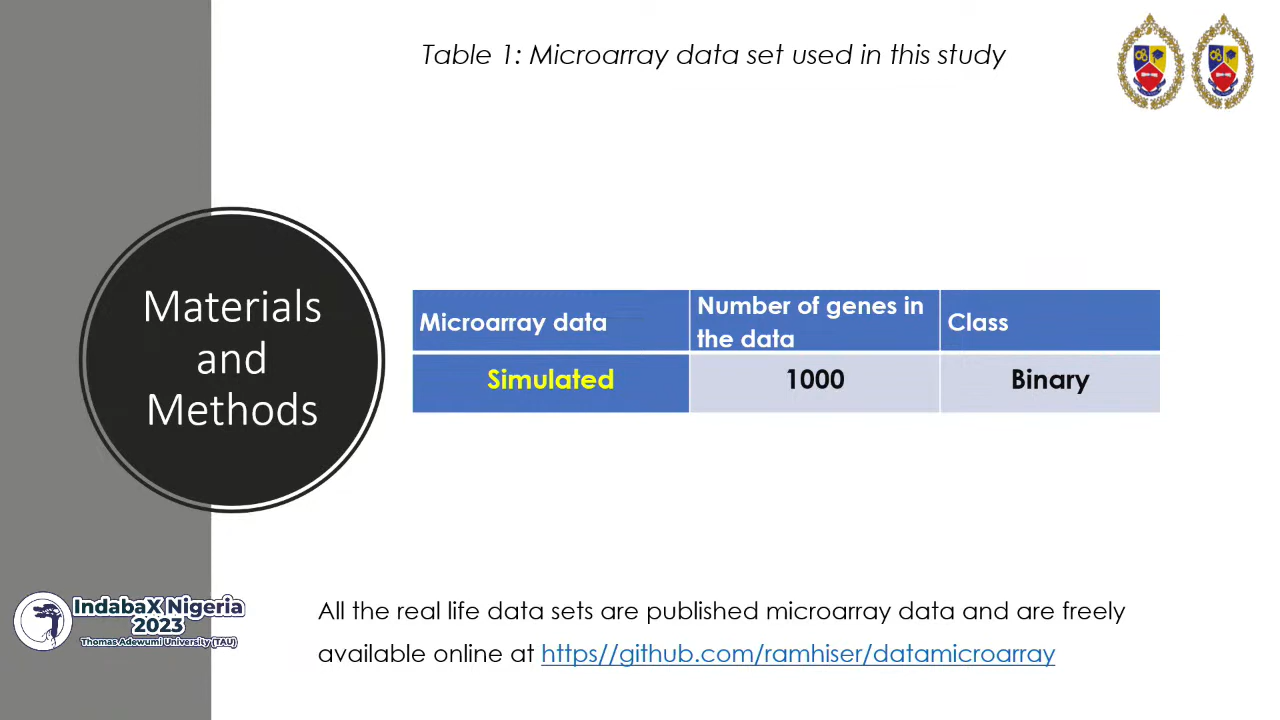 Table 1: Microarray data set used in this study
Materials
and
Methods
Microarray data
Number of genes in
the data
Class
Simulated
1000
Binary
IndabaX Nigeria
2023
Thomas Adewumi University (TAU)
All the real life data sets are published microarray data and are freely
available online at https//github.com/ramhiser/datamicroarray